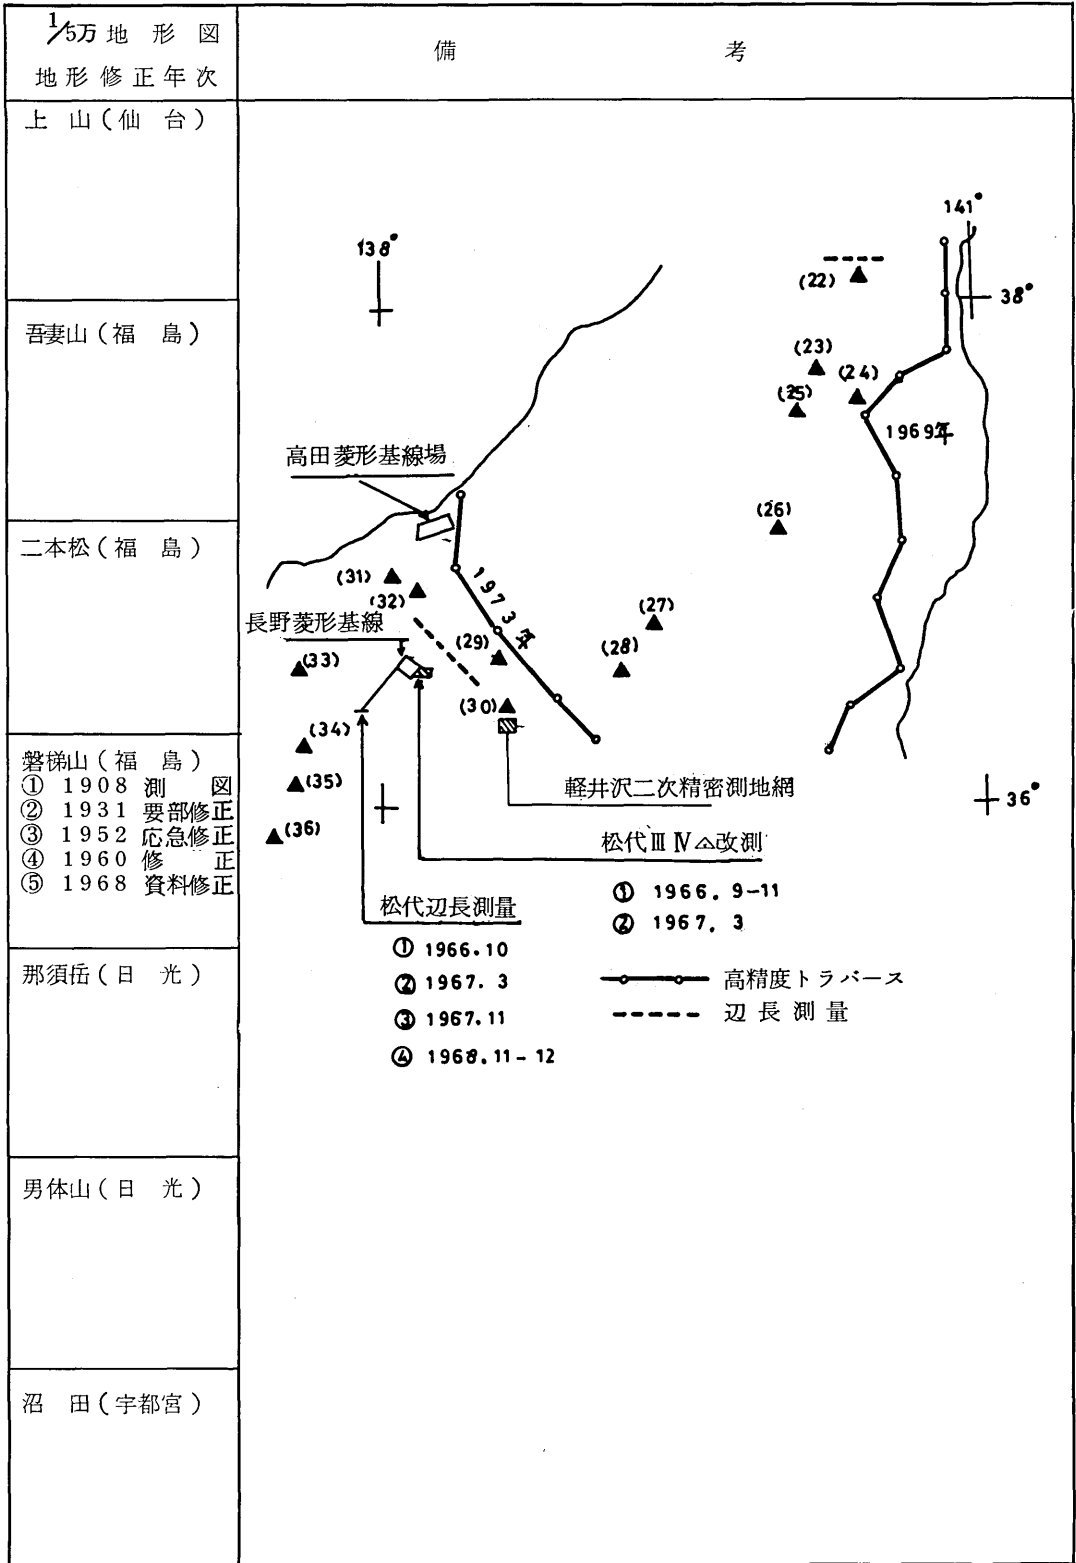 1/5万地形図
地形修正年次
備考
上山(仙台)
吾妻山(福島)
二本松(福島)
磐梯山(福島)
① 1908 測図
② 1931 要部修正
③ 1952 応急修正
④ 1960 修正
⑤ 1968 資料修正
那須岳(日光)
男体山(日光)
沼田(宇都宮)
141°
138°
(22)
38°
(23)
(24)
(25)
1969年
高田菱形基線場
(26)
(31)
1973年
(32)
(27)
長野菱形基線
(29)
(28)
(33)
(30)
(34)
(35)
軽井沢二次精密測地網
36°
(36)
松代Ⅲ Ⅳ△改測
① 1966. 9-11
② 1967. 3
松代辺長測量
① 1966.10
② 1967. 3
③ 1967.11
④ 1968.11-12
高精度トラバース
辺長測量